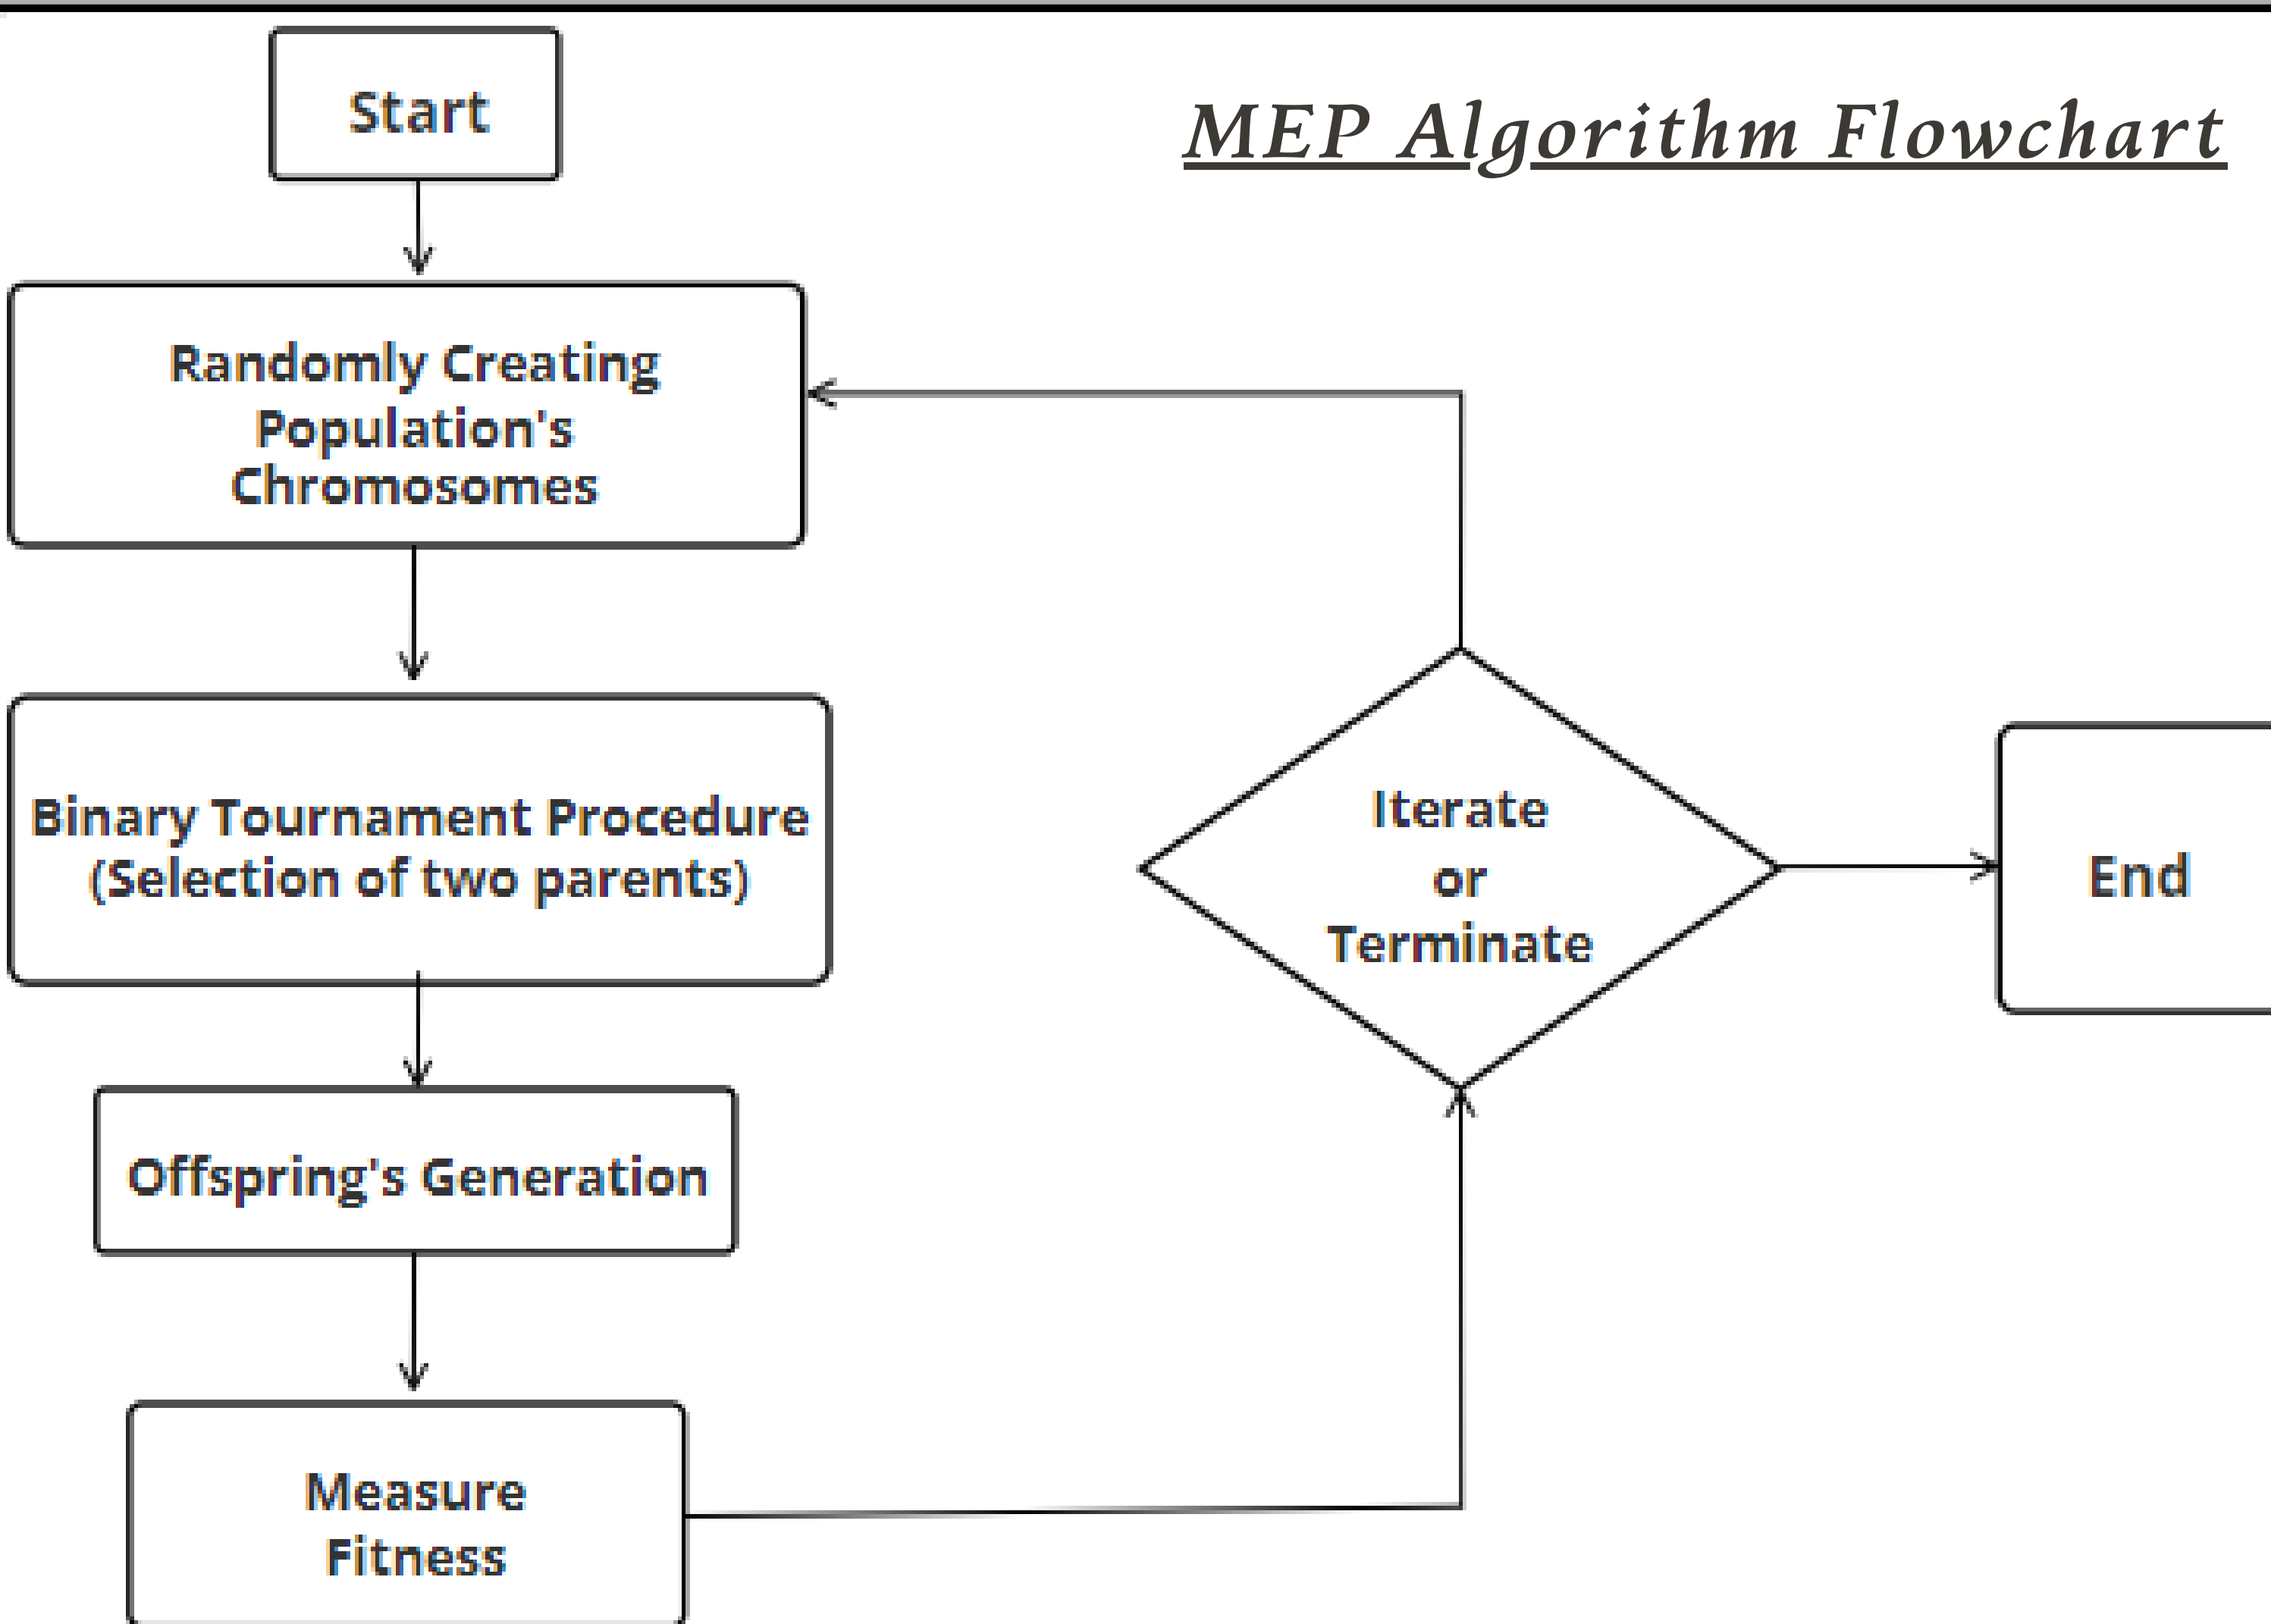 MEP Algorithm Flowchart
Start
Randomly Creating
Population's
Chromosomes
Binary Tournament Procedure
(Selection of two parents)
Offspring's Generation
Measure
Fitness
Iterate
or
Terminate
End